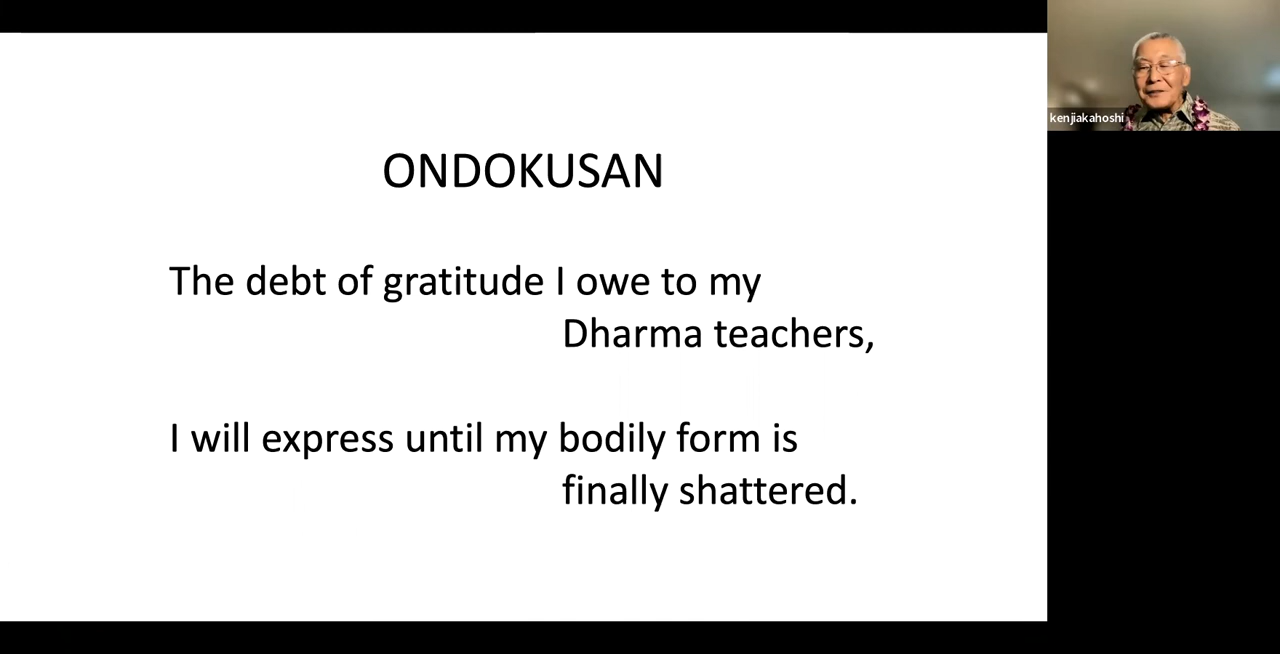 ONDOKUSAN
The debt of gratitude I owe to my
Dharma teachers,
I will express until my bodily form is
finally shattered.
kenjiakahoshi